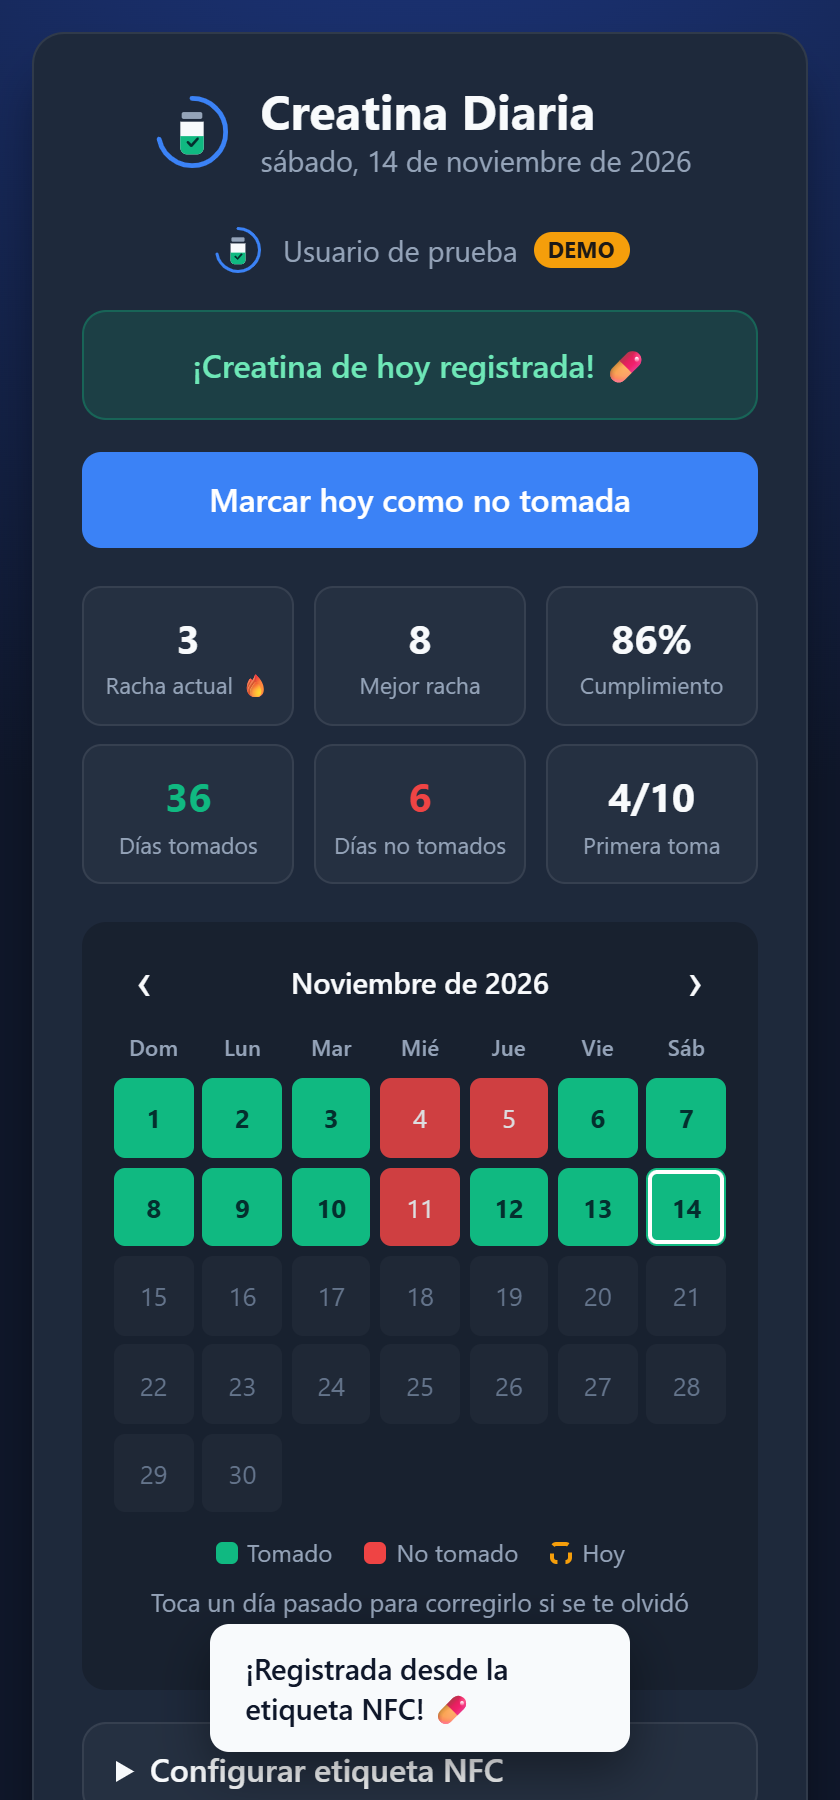 Creatina Diaria
sábado, 14 de noviembre de 2026
Usuario de prueba DEMO
¡Creatina de hoy registrada! 💊
Marcar hoy como no tomada
3 8 86%
Racha actual 🔥 Mejor racha Cumplimiento
36 6 4/10
Días tomados Días no tomados Primera toma
❮ Noviembre de 2026 ❯
Dom Lun Mar Mié Jue Vie Sáb
1 2 3 4 5 6 7
8 9 10 11 12 13 14
15 16 17 18 19 20 21
22 23 24 25 26 27 28
29 30
Tomado No tomado Hoy
Toca un día pasado para corregirlo si se te olvidó
¡Registrada desde la
etiqueta NFC! 💊
▶ Configurar etiqueta NFC